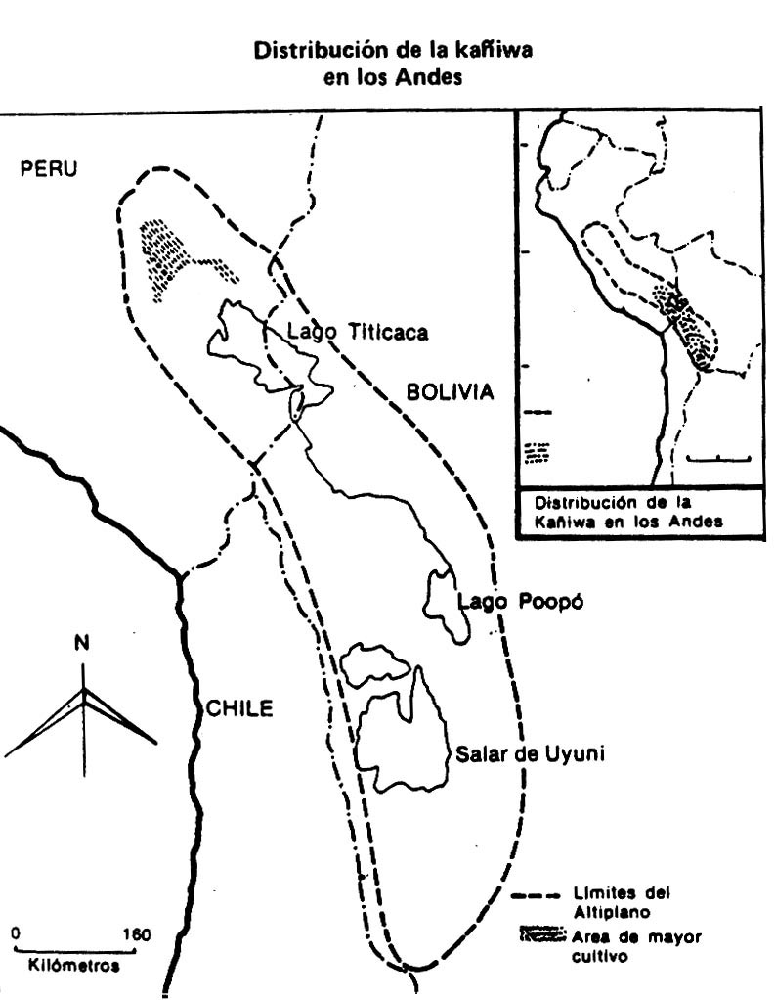 Distribución de la kañiwa
en los Andes
PERU
Lago Titicaca
BOLIVIA
Distribución de la
Kañiwa en los Andes
Lago Poopó
N
CHILE
Salar de Uyuni
Límites del
Altiplano
Area de mayor
cultivo
0 160
Kilómetros